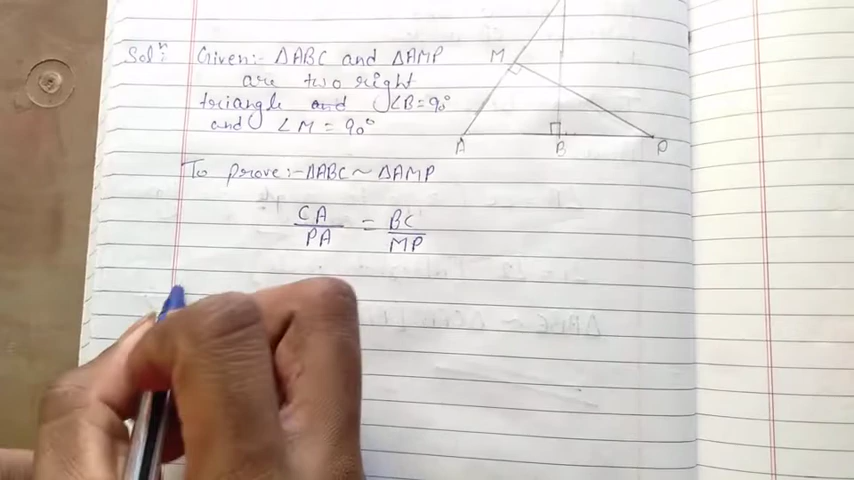 Solⁿ: Given:- ΔABC and ΔAMP
are two right
triangle and ∠B = 90°
and ∠M = 90°
To prove:- ΔABC ~ ΔAMP
CA/PA = BC/MP
M
A B P